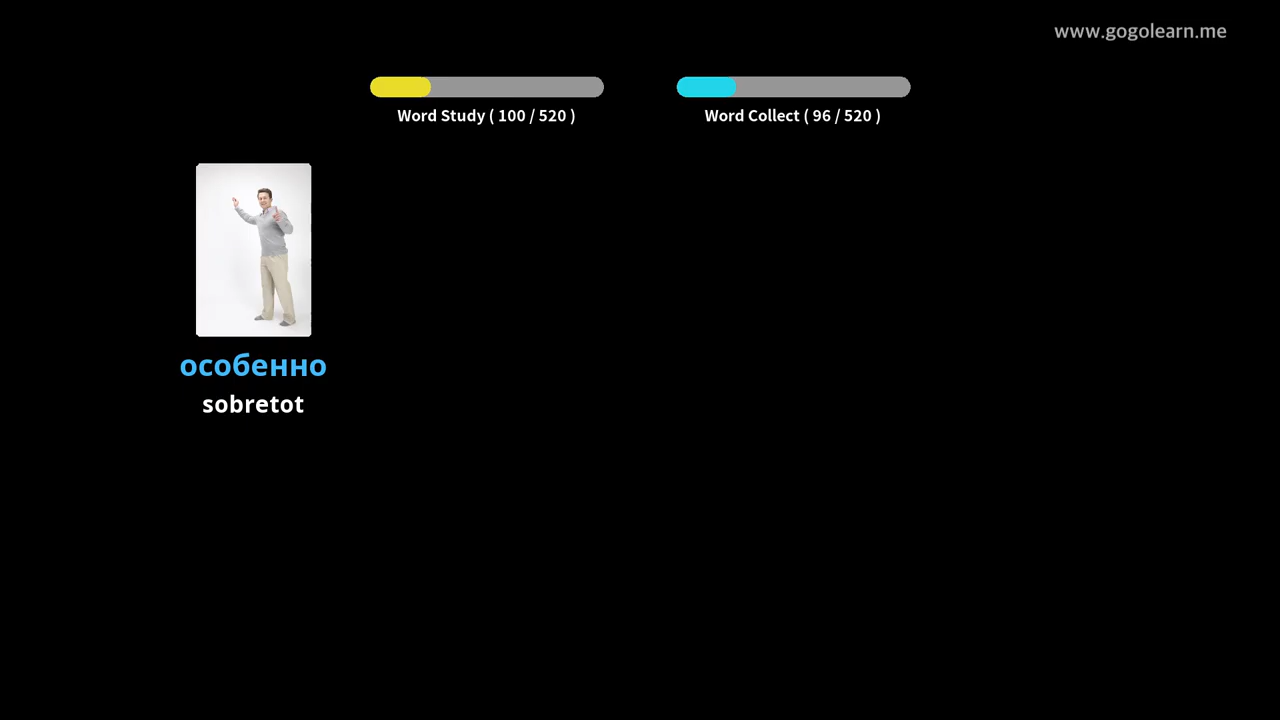 www.gogolearn.me
Word Study ( 100 / 520 )
Word Collect ( 96 / 520 )
особенно
sobretot